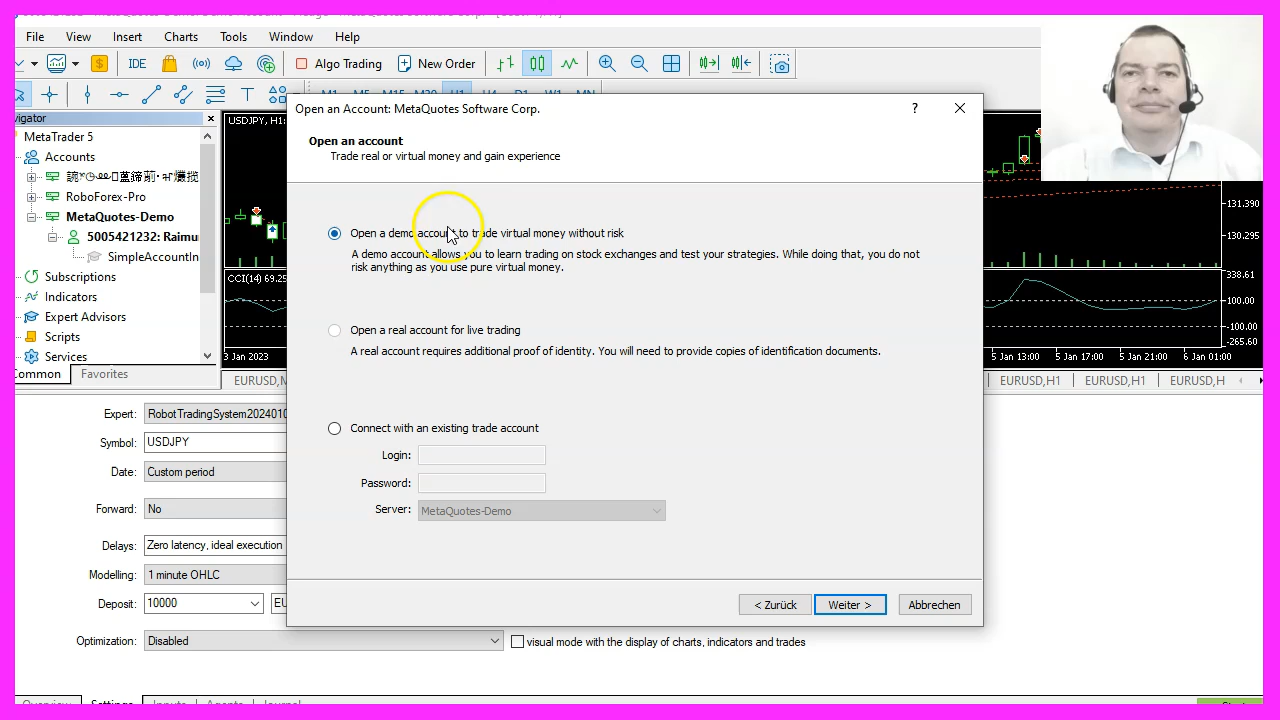 File View Insert Charts Tools Window Help
IDE Algo Trading New Order
Open an Account: MetaQuotes Software Corp.
Open an account
Trade real or virtual money and gain experience
Open a demo account to trade virtual money without risk
A demo account allows you to learn trading on stock exchanges and test your strategies. While doing that, you do not
risk anything as you use pure virtual money.
Open a real account for live trading
A real account requires additional proof of identity. You will need to provide copies of identification documents.
Connect with an existing trade account
Login:
Password:
Server: MetaQuotes-Demo
< Zurück Weiter > Abbrechen
vigator
MetaTrader 5
Accounts
RoboForex-Pro
MetaQuotes-Demo
5005421232: Raimu
SimpleAccountIn
Subscriptions
Indicators
Expert Advisors
Scripts
Services
ommon Favorites
USDJPY, H1:
CCI(14) 69.25
3 Jan 2023
131.390
130.295
338.61
100.00
-100.00
-265.60
5 Jan 13:00 5 Jan 17:00 5 Jan 21:00 6 Jan 01:00
EURUSD,M EURUSD,H1 EURUSD,H1 EURUSD,H
Expert: RobotTradingSystem2024010
Symbol: USDJPY
Date: Custom period
Forward: No
Delays: Zero latency, ideal execution
Modelling: 1 minute OHLC
Deposit: 10000 EU
Optimization: Disabled
visual mode with the display of charts, indicators and trades